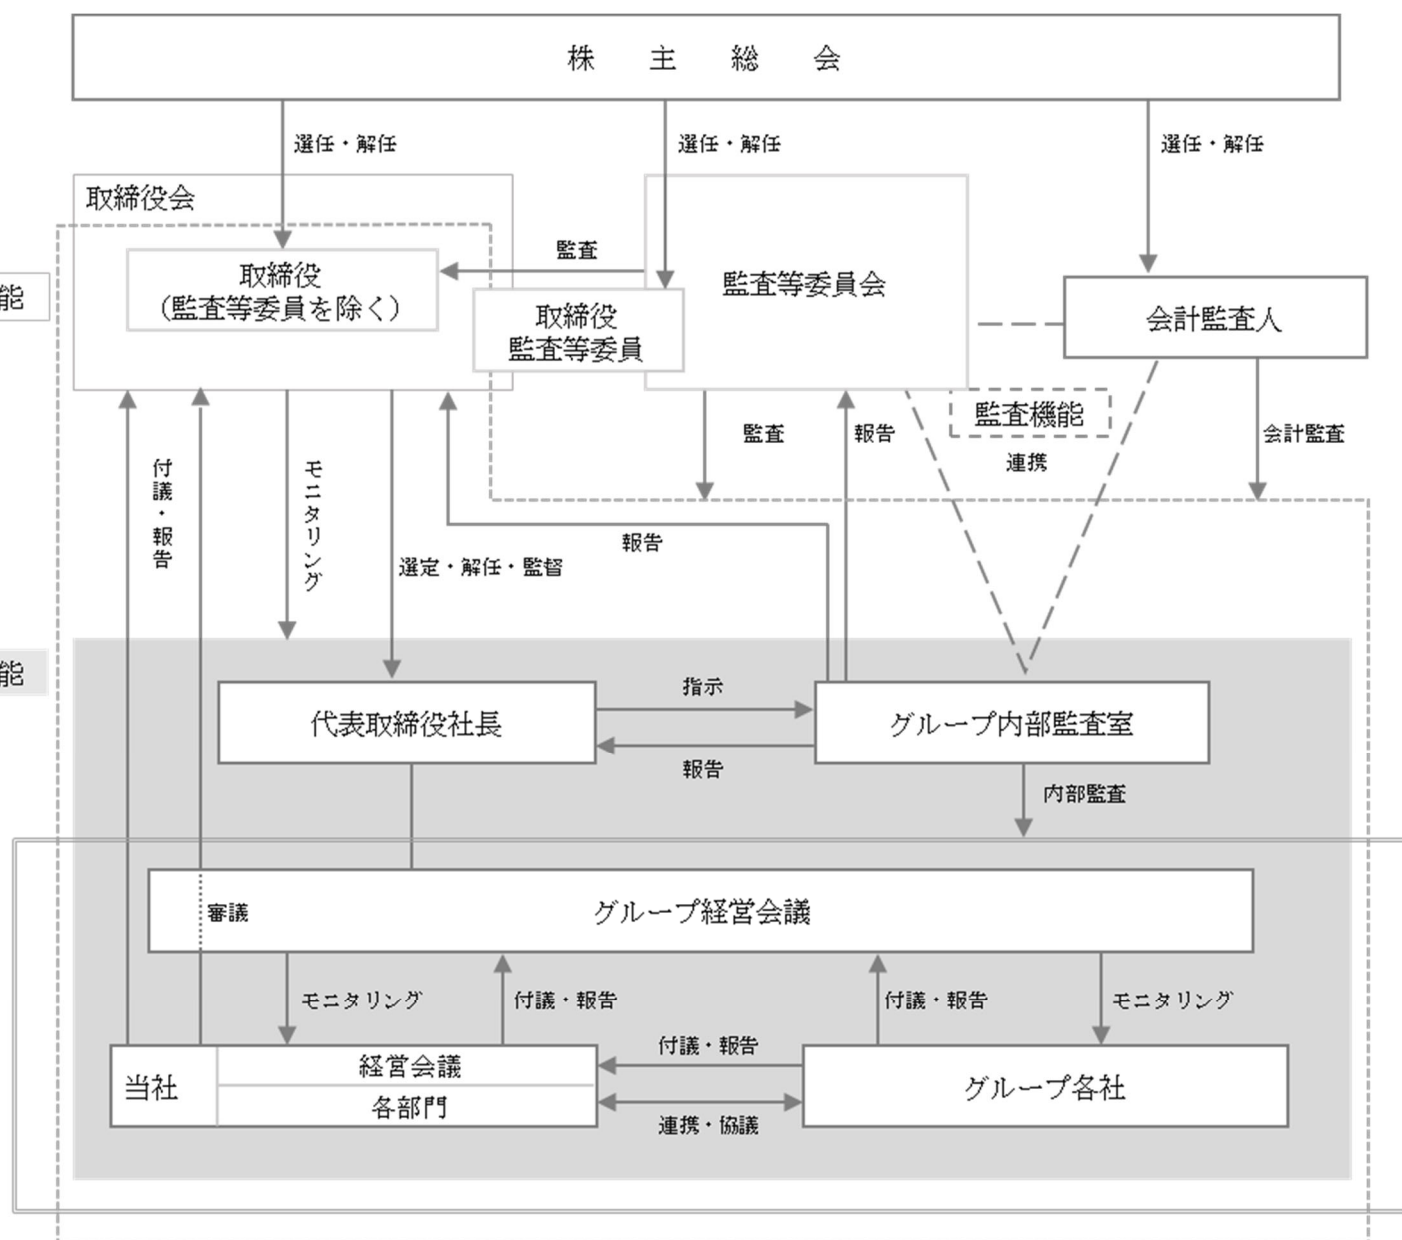 株主総会
選任・解任
選任・解任
選任・解任
取締役会
監査
取締役
(監査等委員を除く)
監査等委員会
能
取締役
監査等委員
会計監査人
監査機能
付議・報告
モニタリング
監査
報告
連携
会計監査
報告
選定・解任・監督
能
代表取締役社長
指示
報告
グループ内部監査室
内部監査
審議
グループ経営会議
モニタリング
付議・報告
付議・報告
モニタリング
当社
経営会議
各部門
付議・報告
連携・協議
グループ各社